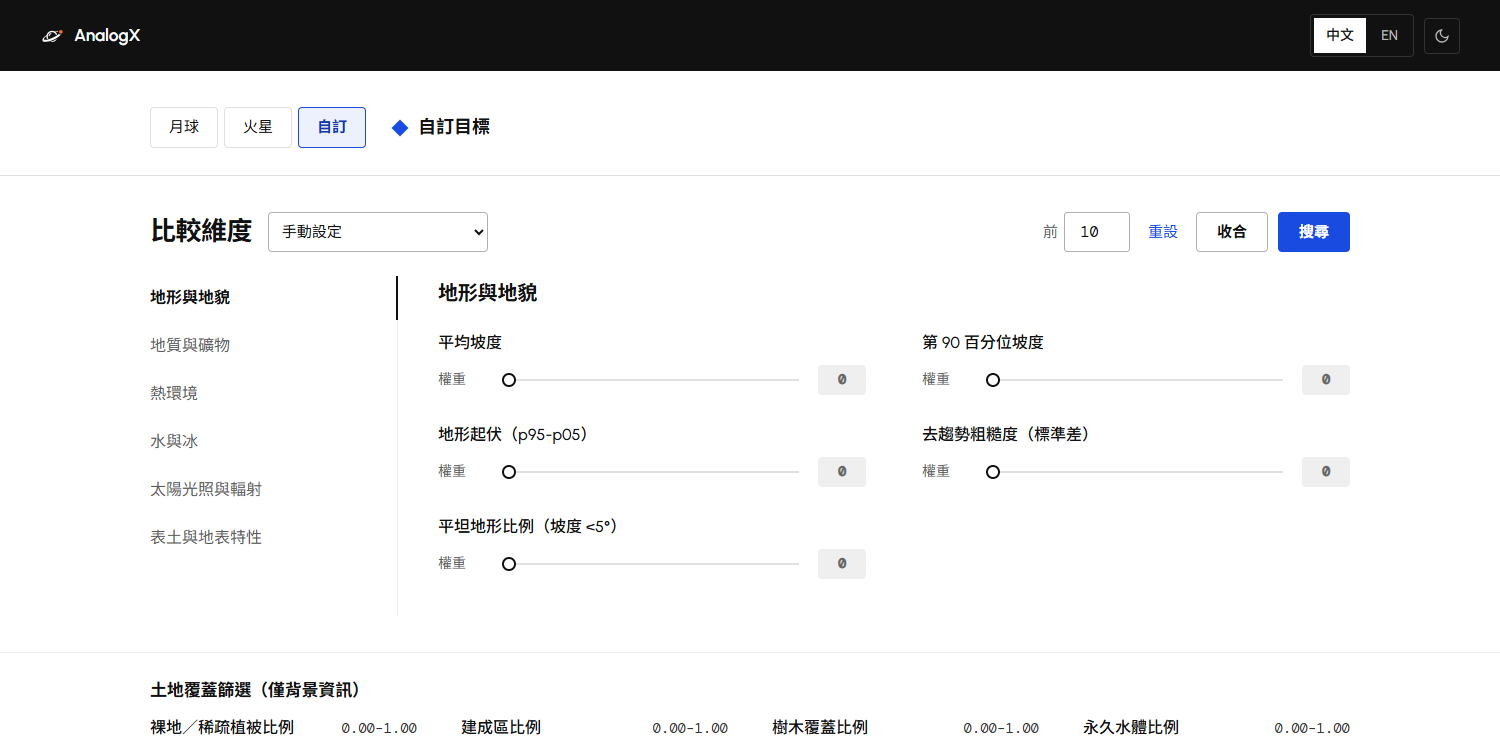 AnalogX
中文 EN
月球 火星 自訂 自訂目標
比較維度 手動設定 前 10 重設 收合 搜尋
地形與地貌
地質與礦物
熱環境
水與冰
太陽光照與輻射
表土與地表特性
地形與地貌
平均坡度
權重 0
第 90 百分位坡度
權重 0
地形起伏（p95-p05）
權重 0
去趨勢粗糙度（標準差）
權重 0
平坦地形比例（坡度 <5°）
權重 0
土地覆蓋篩選（僅背景資訊）
裸地／稀疏植被比例 0.00–1.00 建成區比例 0.00–1.00 樹木覆蓋比例 0.00–1.00 永久水體比例 0.00–1.00